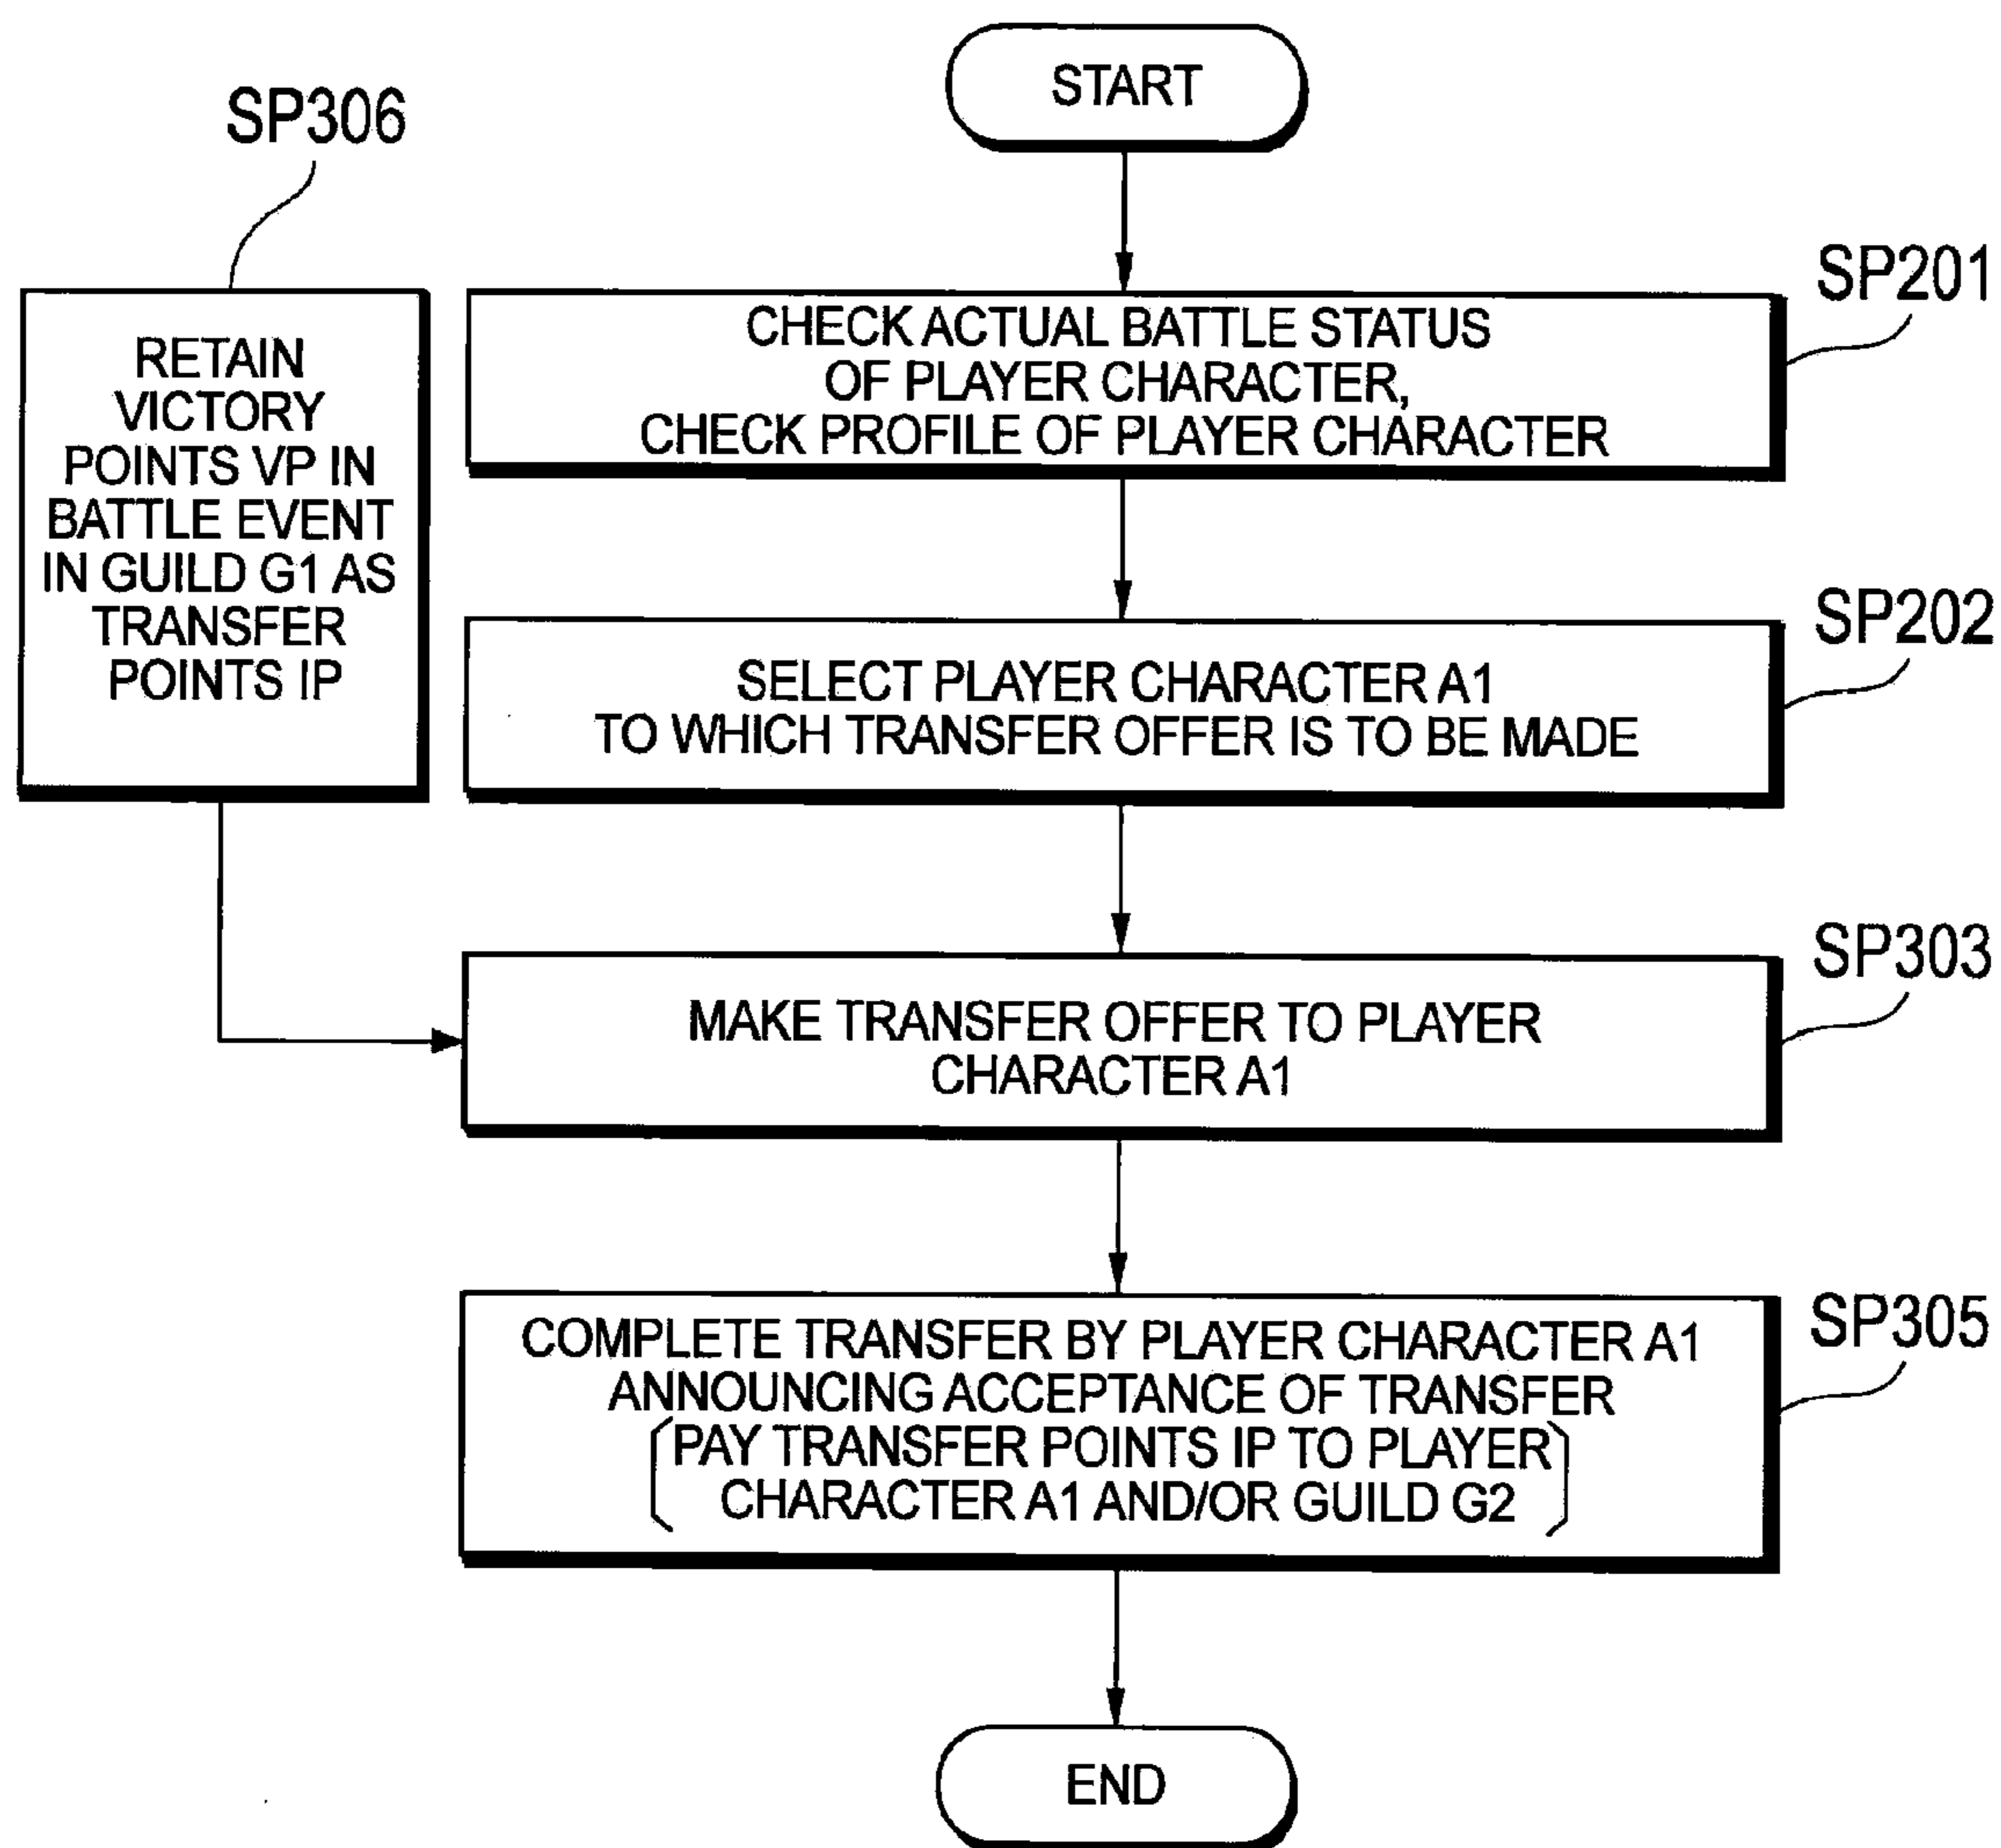 START
SP306
RETAIN
VICTORY
POINTS VP IN
BATTLE EVENT
IN GUILD G1 AS
TRANSFER
POINTS IP
SP201
CHECK ACTUAL BATTLE STATUS
OF PLAYER CHARACTER,
CHECK PROFILE OF PLAYER CHARACTER
SP202
SELECT PLAYER CHARACTER A1
TO WHICH TRANSFER OFFER IS TO BE MADE
SP303
MAKE TRANSFER OFFER TO PLAYER
CHARACTER A1
SP305
COMPLETE TRANSFER BY PLAYER CHARACTER A1
ANNOUNCING ACCEPTANCE OF TRANSFER
(PAY TRANSFER POINTS IP TO PLAYER
CHARACTER A1 AND/OR GUILD G2)
END